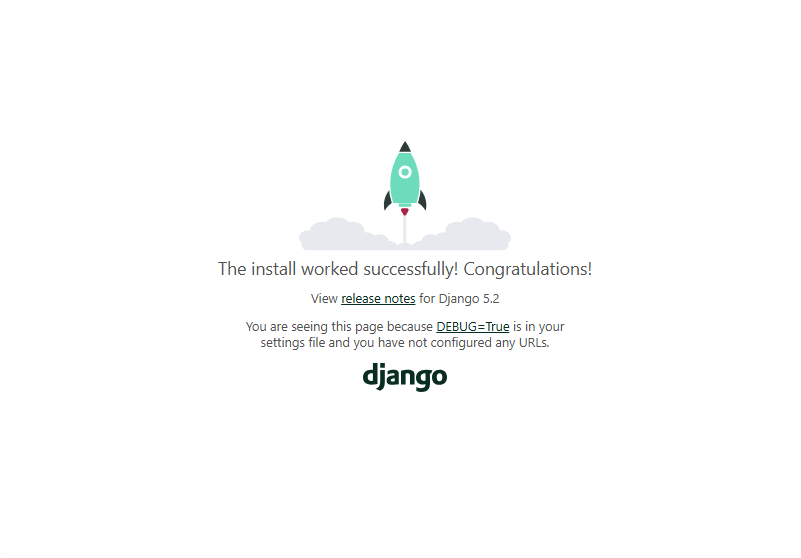 The install worked successfully! Congratulations!
View release notes for Django 5.2
You are seeing this page because DEBUG=True is in your
settings file and you have not configured any URLs.
django